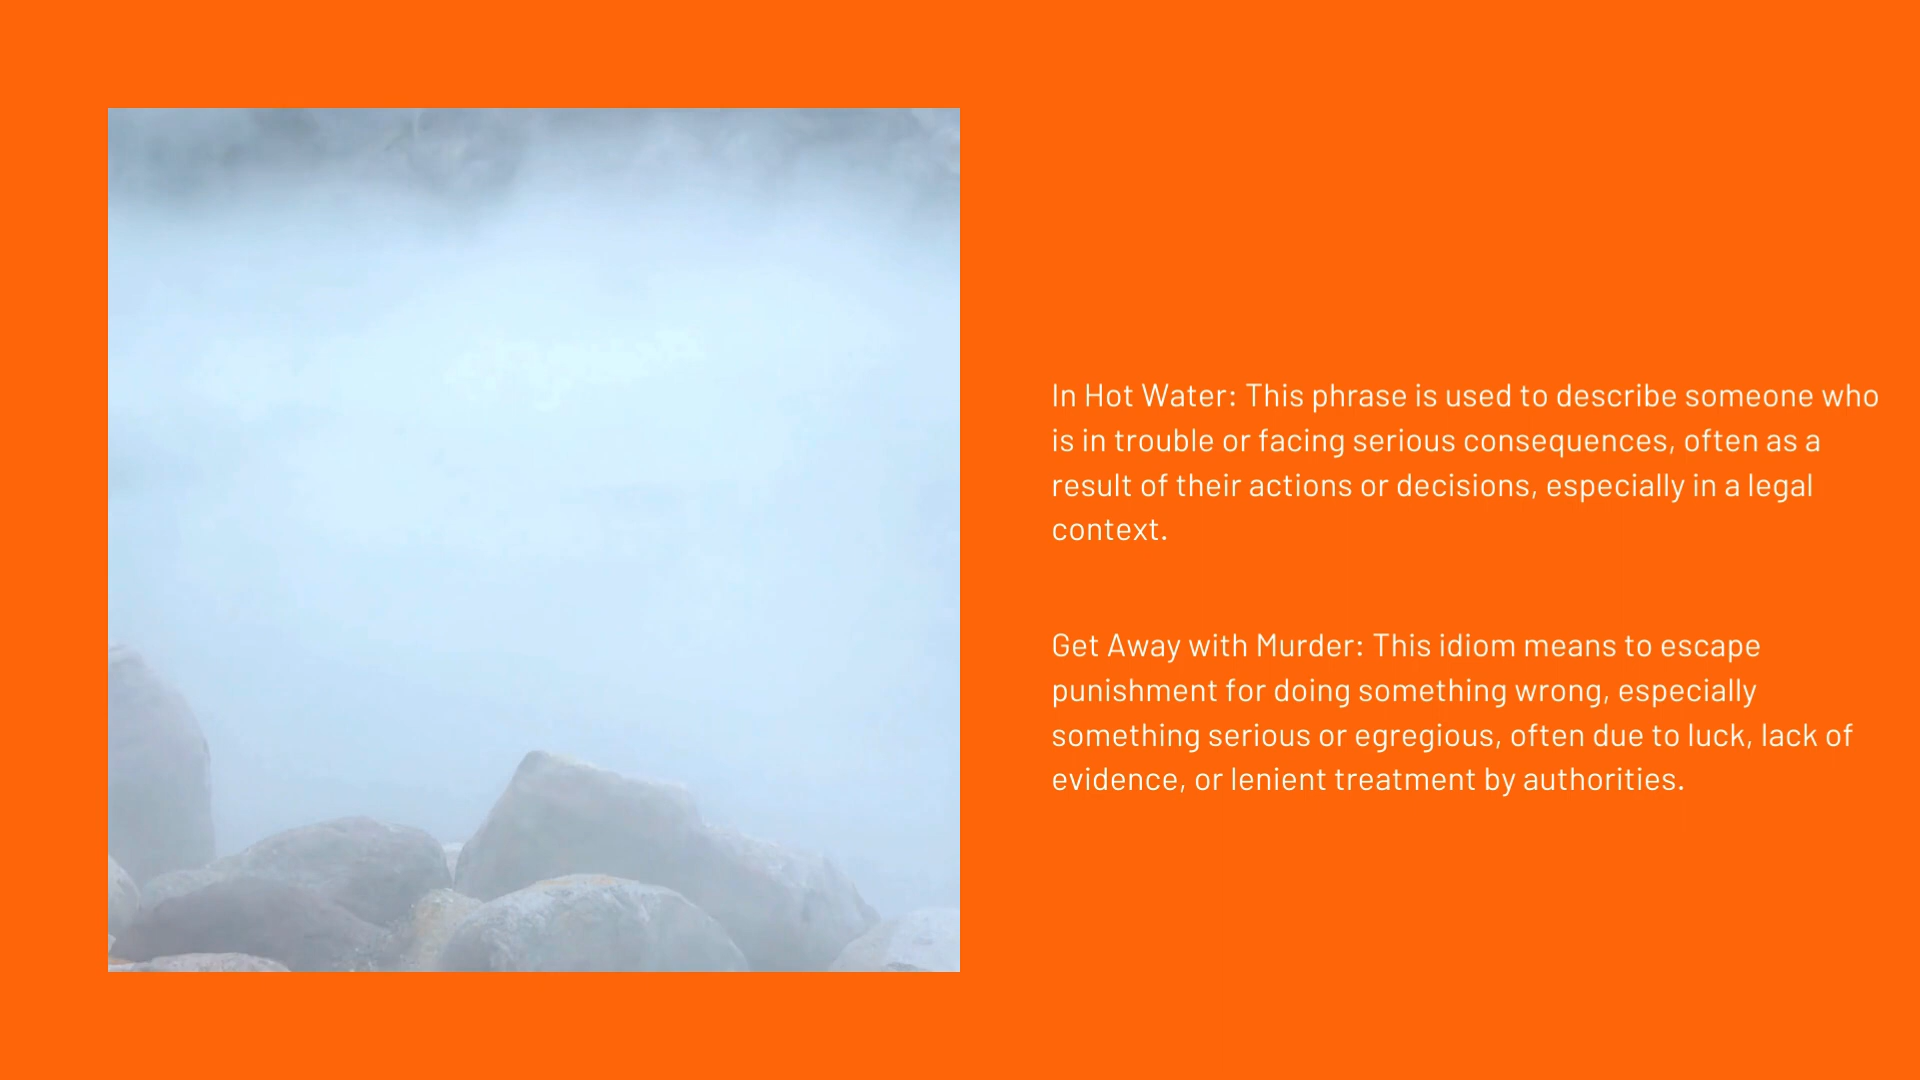 In Hot Water: This phrase is used to describe someone who
is in trouble or facing serious consequences, often as a
result of their actions or decisions, especially in a legal
context.
Get Away with Murder: This idiom means to escape
punishment for doing something wrong, especially
something serious or egregious, often due to luck, lack of
evidence, or lenient treatment by authorities.